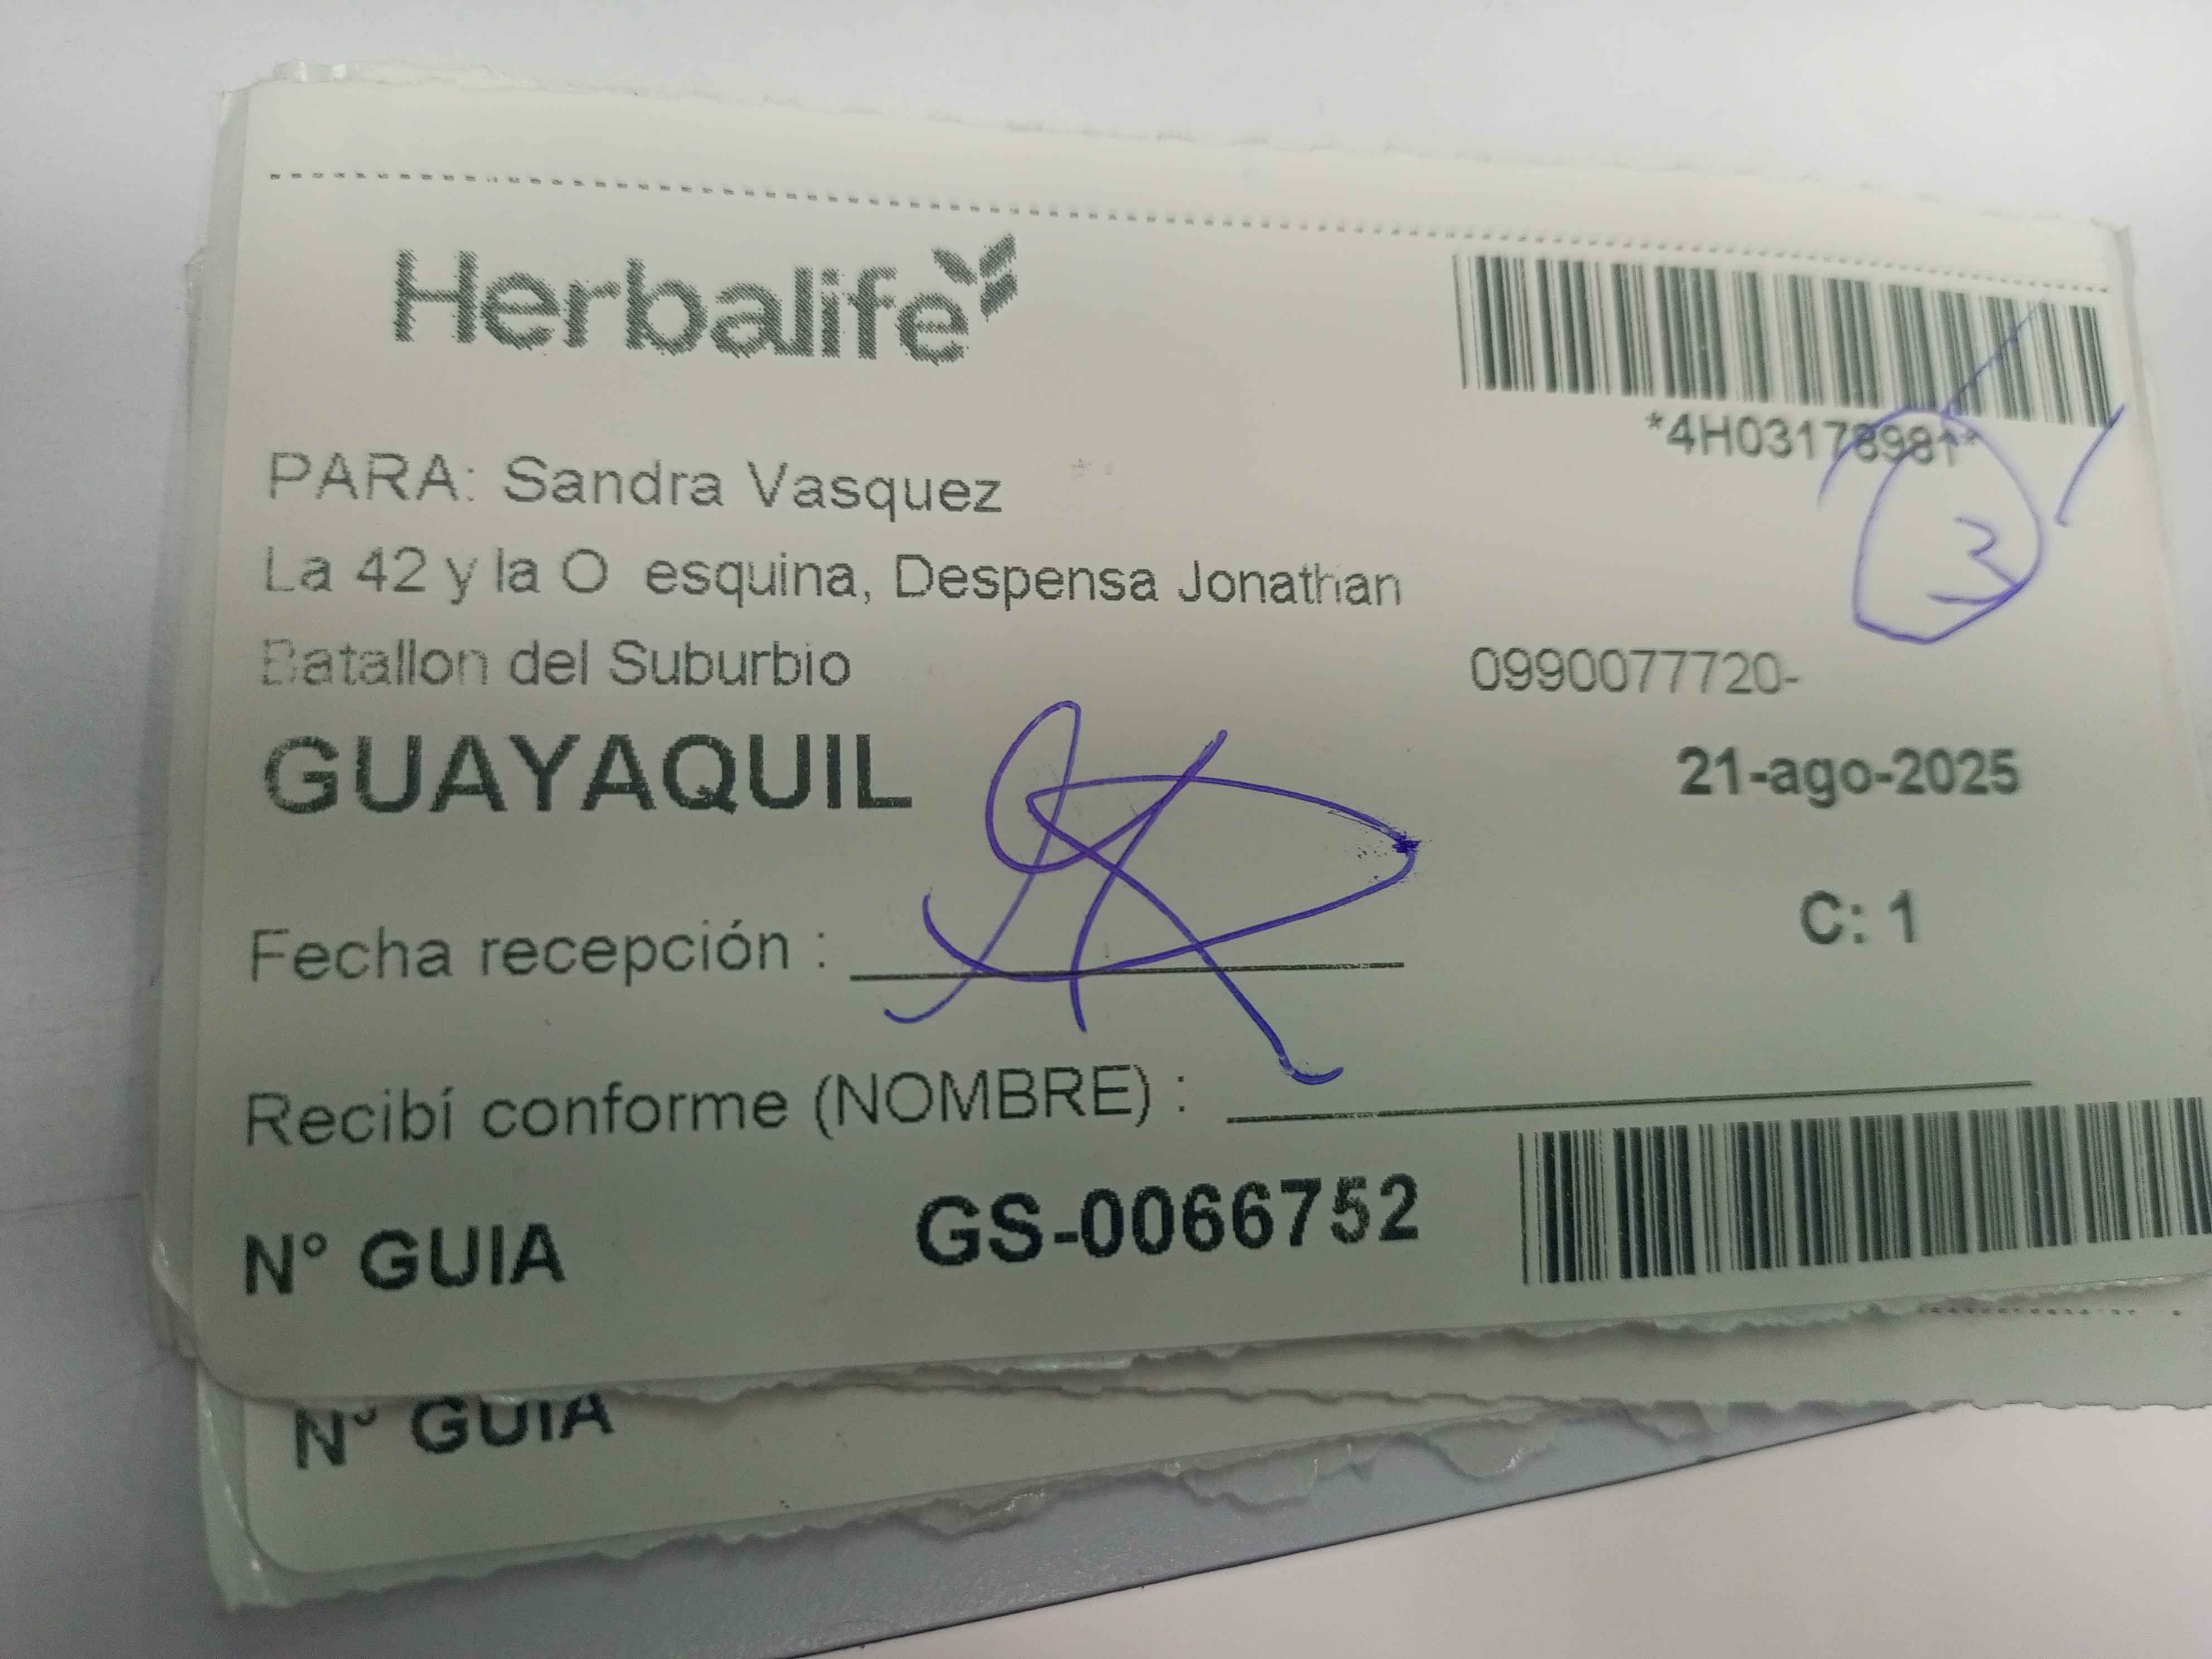 Herbalife
*4H03178981*
3
PARA: Sandra Vasquez
La 42 y la O esquina, Despensa Jonathan
Batallon del Suburbio 0990077720-
GUAYAQUIL 21-ago-2025
C: 1
Fecha recepción :
Recibí conforme (NOMBRE) :
N° GUIA GS-0066752
N° GUIA